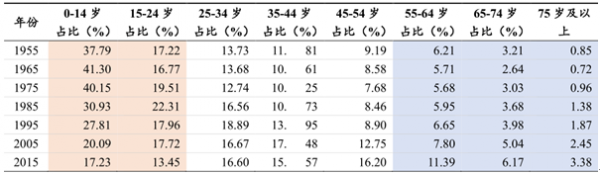 年份 0-14 岁占比（%） 15-24 岁占比（%） 25-34 岁占比（%） 35-44 岁占比（%） 45-54 岁占比（%） 55-64 岁占比（%） 65-74 岁占比（%） 75 岁及以上
1955 37.79 17.22 13.73 11. 81 9.19 6.21 3.21 0.85
1965 41.30 16.77 13.68 10. 61 8.58 5.71 2.64 0.72
1975 40.15 19.51 12.74 10. 25 7.68 5.68 3.03 0.96
1985 30.93 22.31 16.56 10. 73 8.46 5.95 3.68 1.38
1995 27.81 17.96 18.89 13. 95 8.90 6.65 3.98 1.87
2005 20.09 17.72 16.67 17. 48 12.75 7.80 5.04 2.45
2015 17.23 13.45 16.60 15. 57 16.20 11.39 6.17 3.38